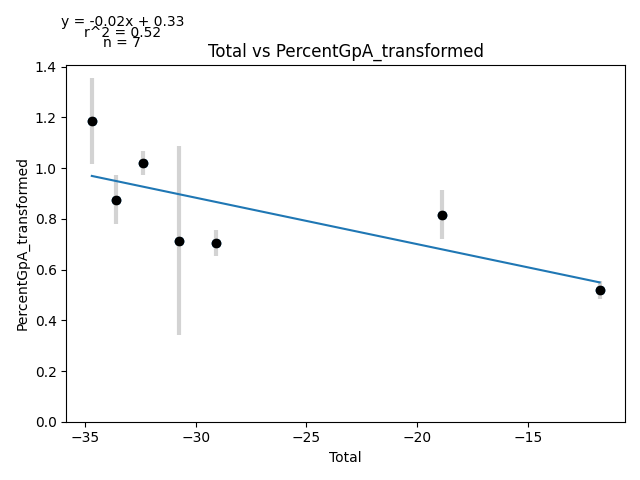 y = -0.02x + 0.33
r^2 = 0.52
n = 7
Total vs PercentGpA_transformed
PercentGpA_transformed
1.4
1.2
1.0
0.8
0.6
0.4
0.2
0.0
−35
−30
−25
−20
−15
Total